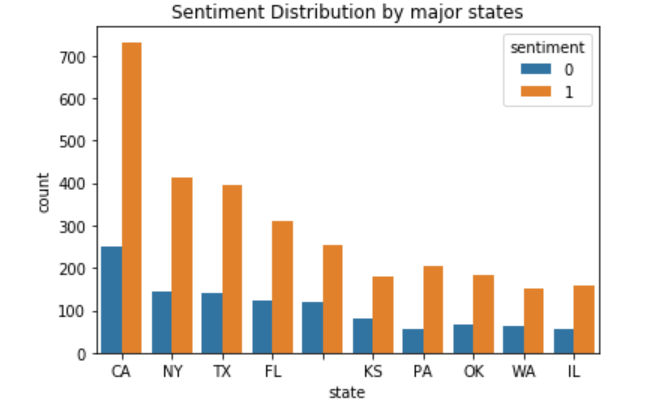 Sentiment Distribution by major states
sentiment
0
1
700
600
500
400
300
200
100
0
count
CA NY TX FL KS PA OK WA IL
state